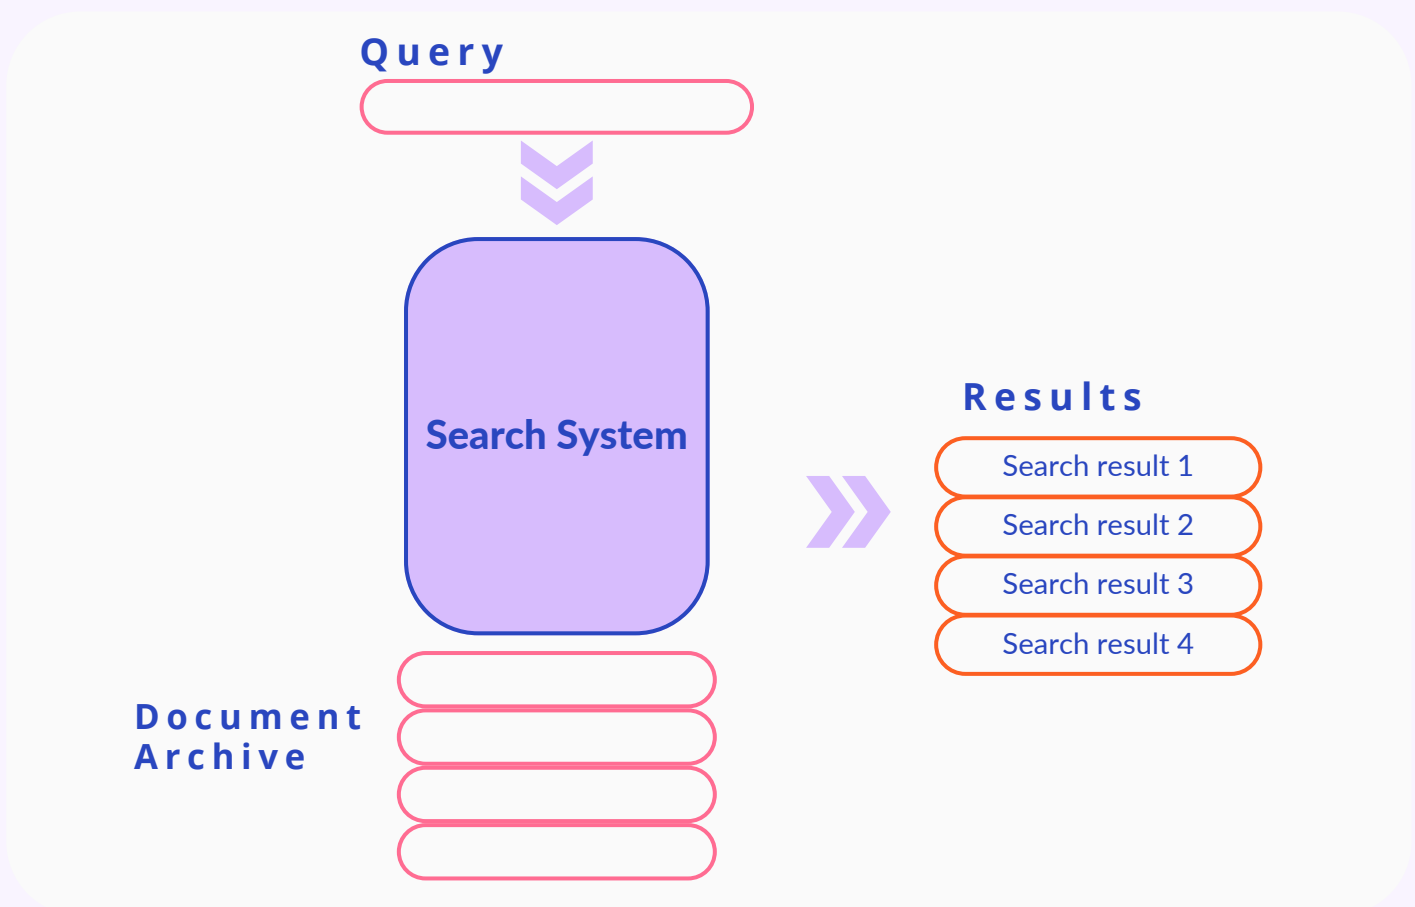 Query
Search System
Results
Search result 1
Search result 2
Search result 3
Search result 4
Document
Archive